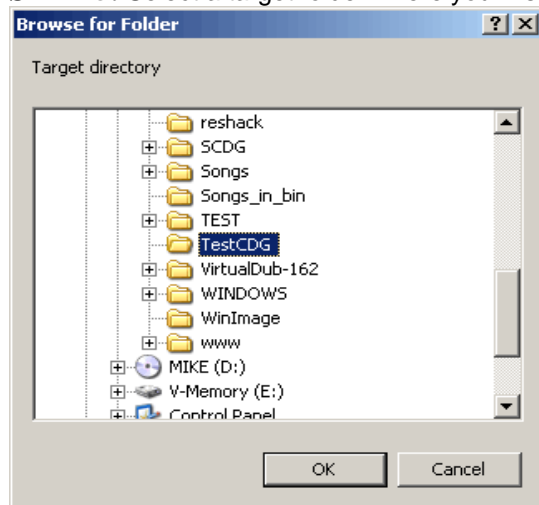 Browse for Folder
Target directory
reshack
SCDG
Songs
Songs_in_bin
TEST
TestCDG
VirtualDub-162
WINDOWS
WinImage
www
MIKE (D:)
V-Memory (E:)
Control Panel
OK Cancel